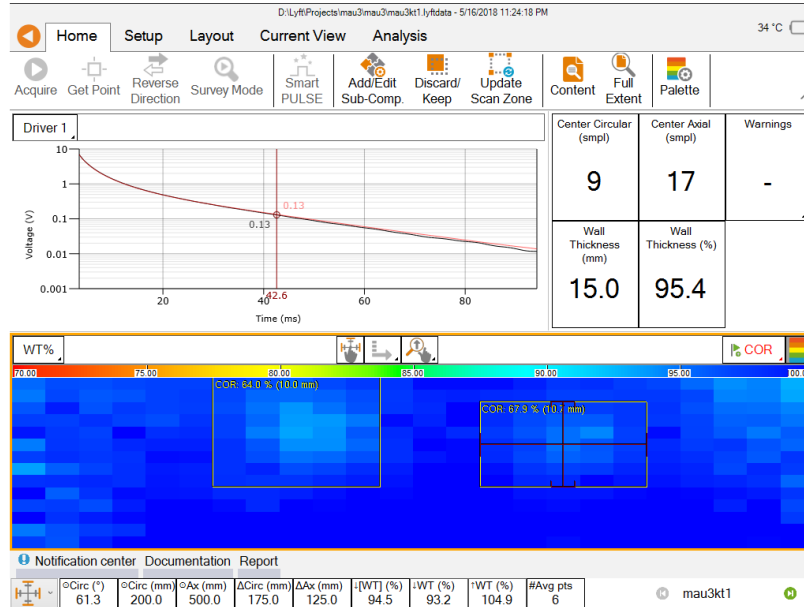 D:\Lyft\Projects\mau3\mau3\mau3kt1.lyftdata - 5/16/2018 11:24:18 PM
Home Setup Layout Current View Analysis 34 °C
Acquire Get Point Reverse Direction Survey Mode Smart PULSE Add/Edit Sub-Comp. Discard/ Keep Update Scan Zone Content Full Extent Palette
Driver 1
Center Circular (smpl) Center Axial (smpl) Warnings
9 17 -
Wall Thickness (mm) Wall Thickness (%)
15.0 95.4
Voltage (V)
10
1
0.1
0.01
0.001
0.13
0.13
20 40 42.6 60 80
Time (ms)
WT% COR
70.00 75.00 80.00 85.00 90.00 95.00
COR: 64.0 % (10.0 mm)
COR: 67.9 % (10.7 mm)
Notification center Documentation Report
⊙Circ (°) ⊙Circ (mm) ⊙Ax (mm) ΔCirc (mm) ΔAx (mm) ↓[WT] (%) ↓WT (%) ↑WT (%) #Avg pts
61.3 200.0 500.0 175.0 125.0 94.5 93.2 104.9 6
mau3kt1